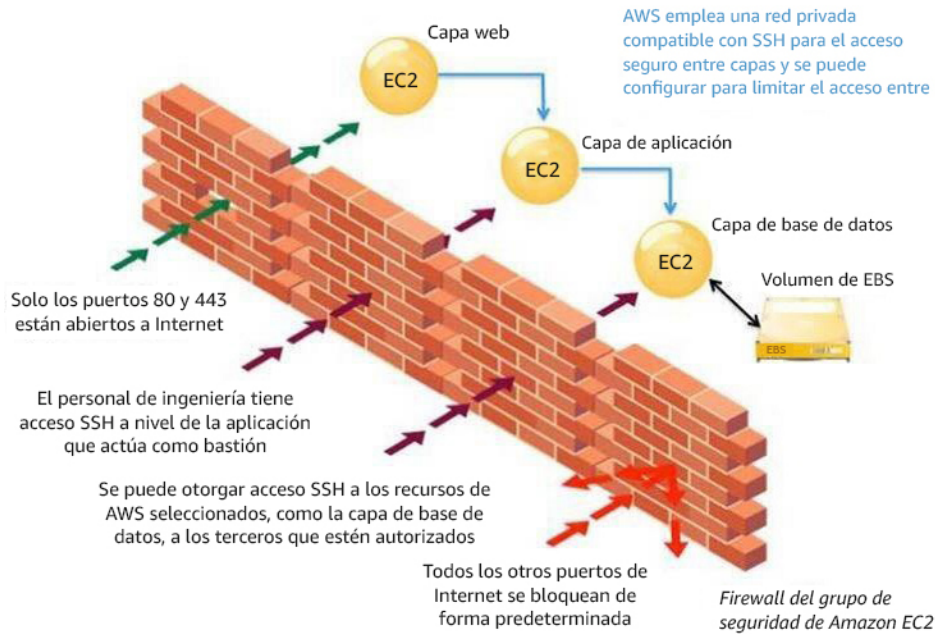 Capa web
EC2
AWS emplea una red privada
compatible con SSH para el acceso
seguro entre capas y se puede
configurar para limitar el acceso entre
Capa de aplicación
EC2
Capa de base de datos
EC2
Volumen de EBS
EBS
Solo los puertos 80 y 443
están abiertos a Internet
El personal de ingeniería tiene
acceso SSH a nivel de la aplicación
que actúa como bastión
Se puede otorgar acceso SSH a los recursos de
AWS seleccionados, como la capa de base de
datos, a los terceros que estén autorizados
Todos los otros puertos de
Internet se bloquean de
forma predeterminada
Firewall del grupo de
seguridad de Amazon EC2